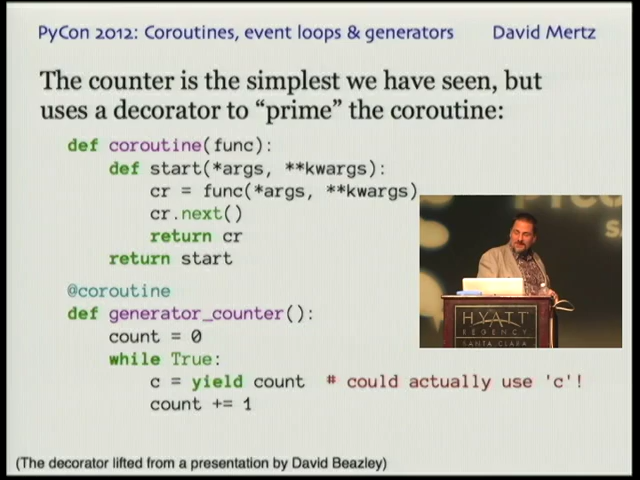 PyCon 2012: Coroutines, event loops & generators David Mertz
The counter is the simplest we have seen, but
uses a decorator to “prime” the coroutine:
def coroutine(func):
def start(*args, **kwargs):
cr = func(*args, **kwargs)
cr.next()
return cr
return start
@coroutine
def generator_counter():
count = 0
while True:
c = yield count # could actually use 'c'!
count += 1
(The decorator lifted from a presentation by David Beazley)
HYATT
REGENCY
SANTA CLARA